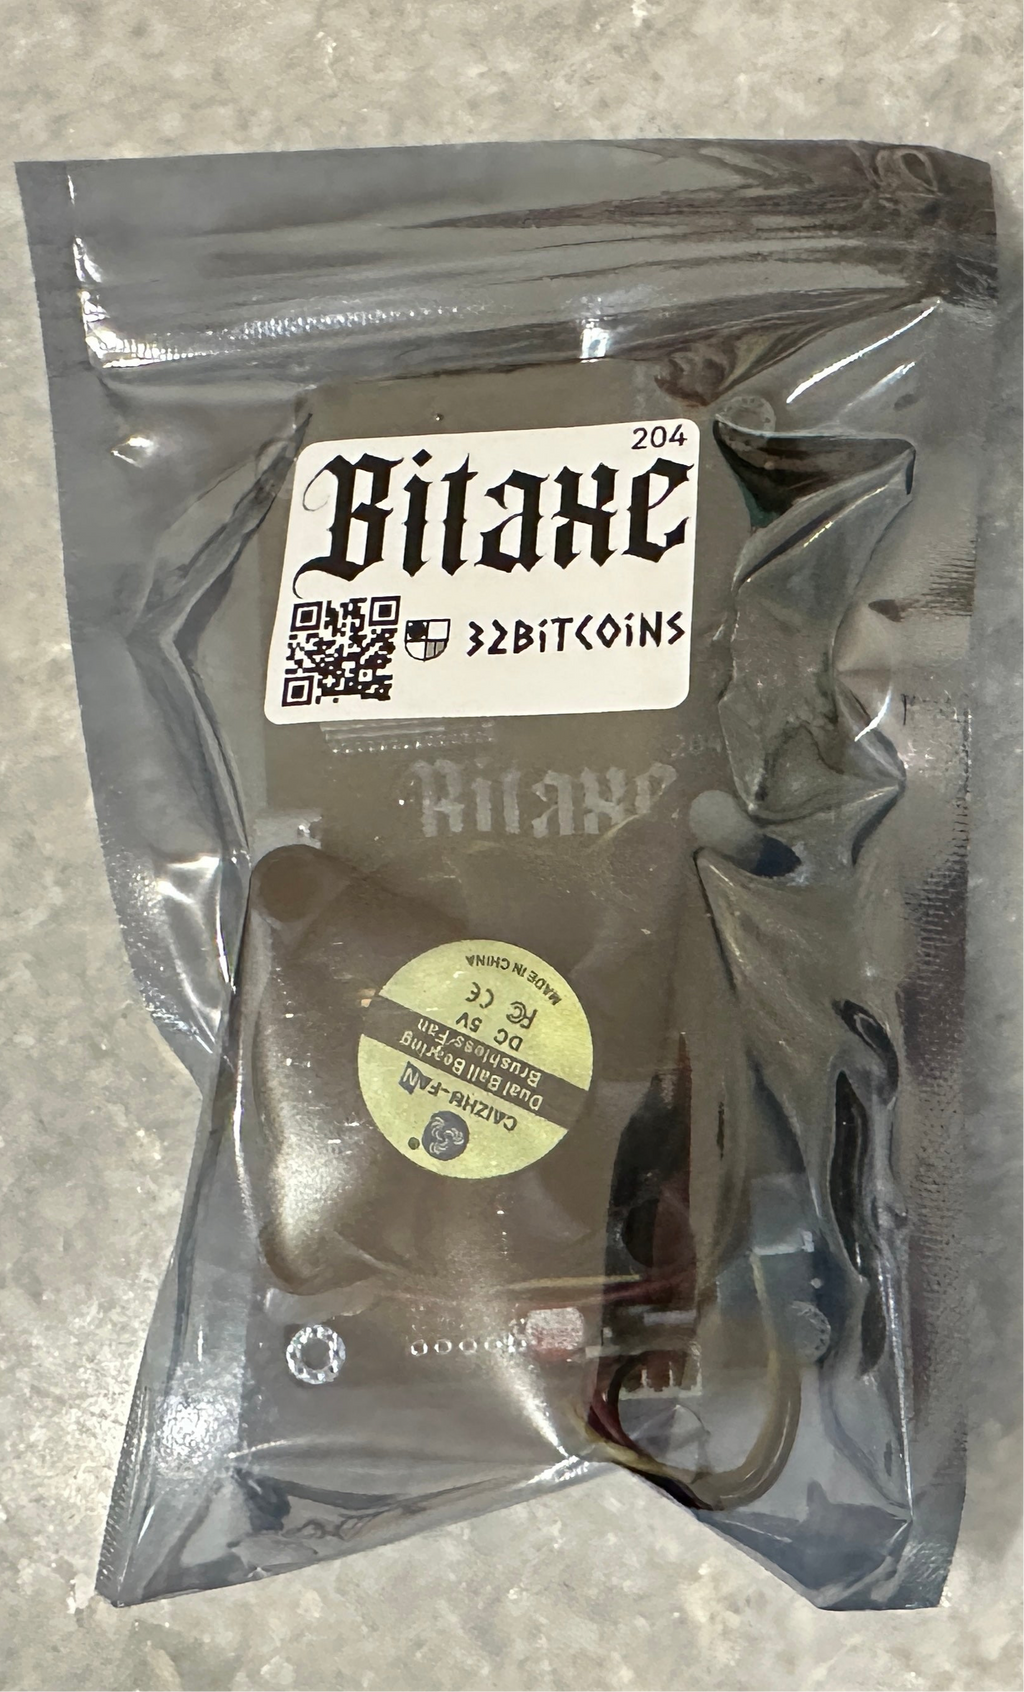 204
Bitaxe
32BiTCOiNS
204
Bitaxe
CAIZHU-FAN
Dual Ball Bearing
Brushless Fan
DC 5V
FC CE
MADE IN CHINA